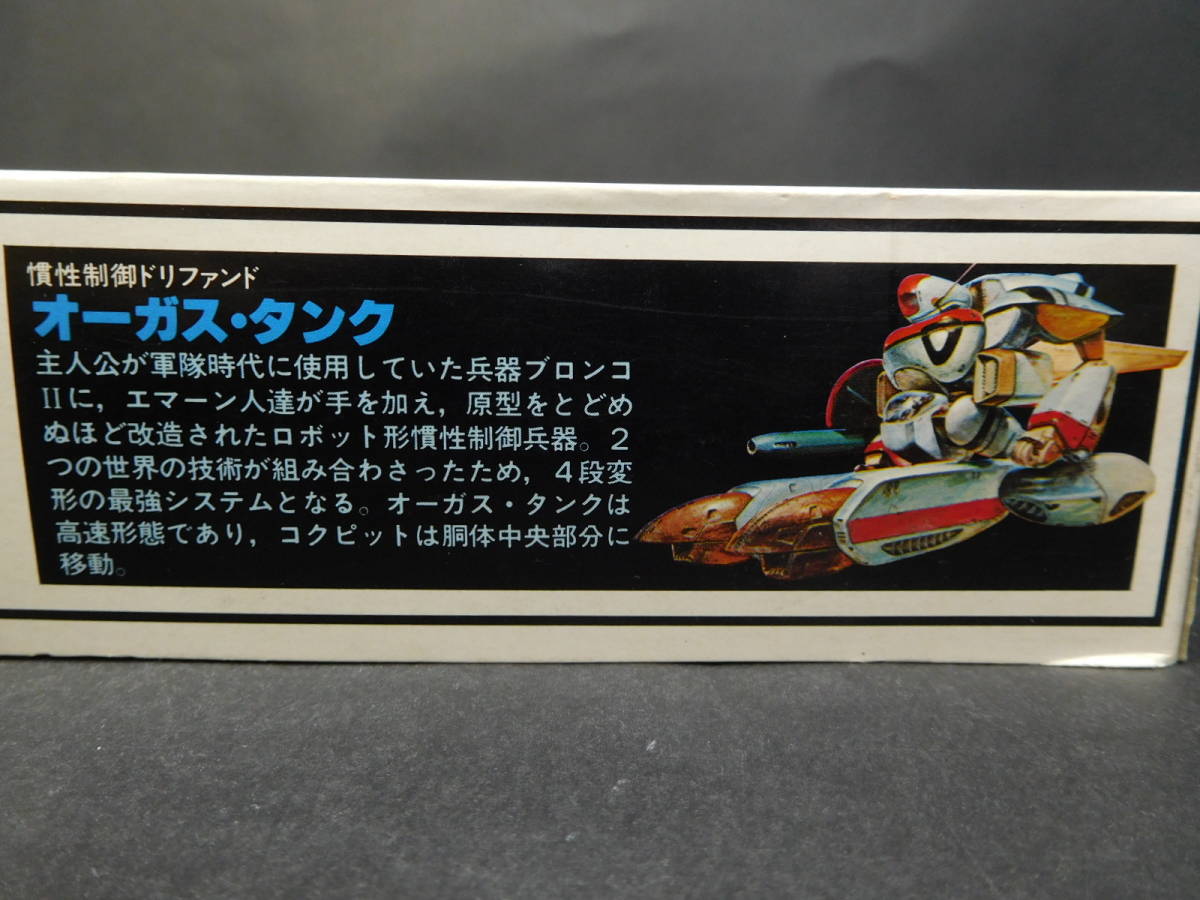 慣性制御ドリファンド
オーガス・タンク
主人公が軍隊時代に使用していた兵器ブロンコ
IIに，エマーン人達が手を加え，原型をとどめ
ぬほど改造されたロボット形慣性制御兵器。2
つの世界の技術が組み合わさったため，4段変
形の最強システムとなる。オーガス・タンクは
高速形態であり，コクピットは胴体中央部分に
移動。